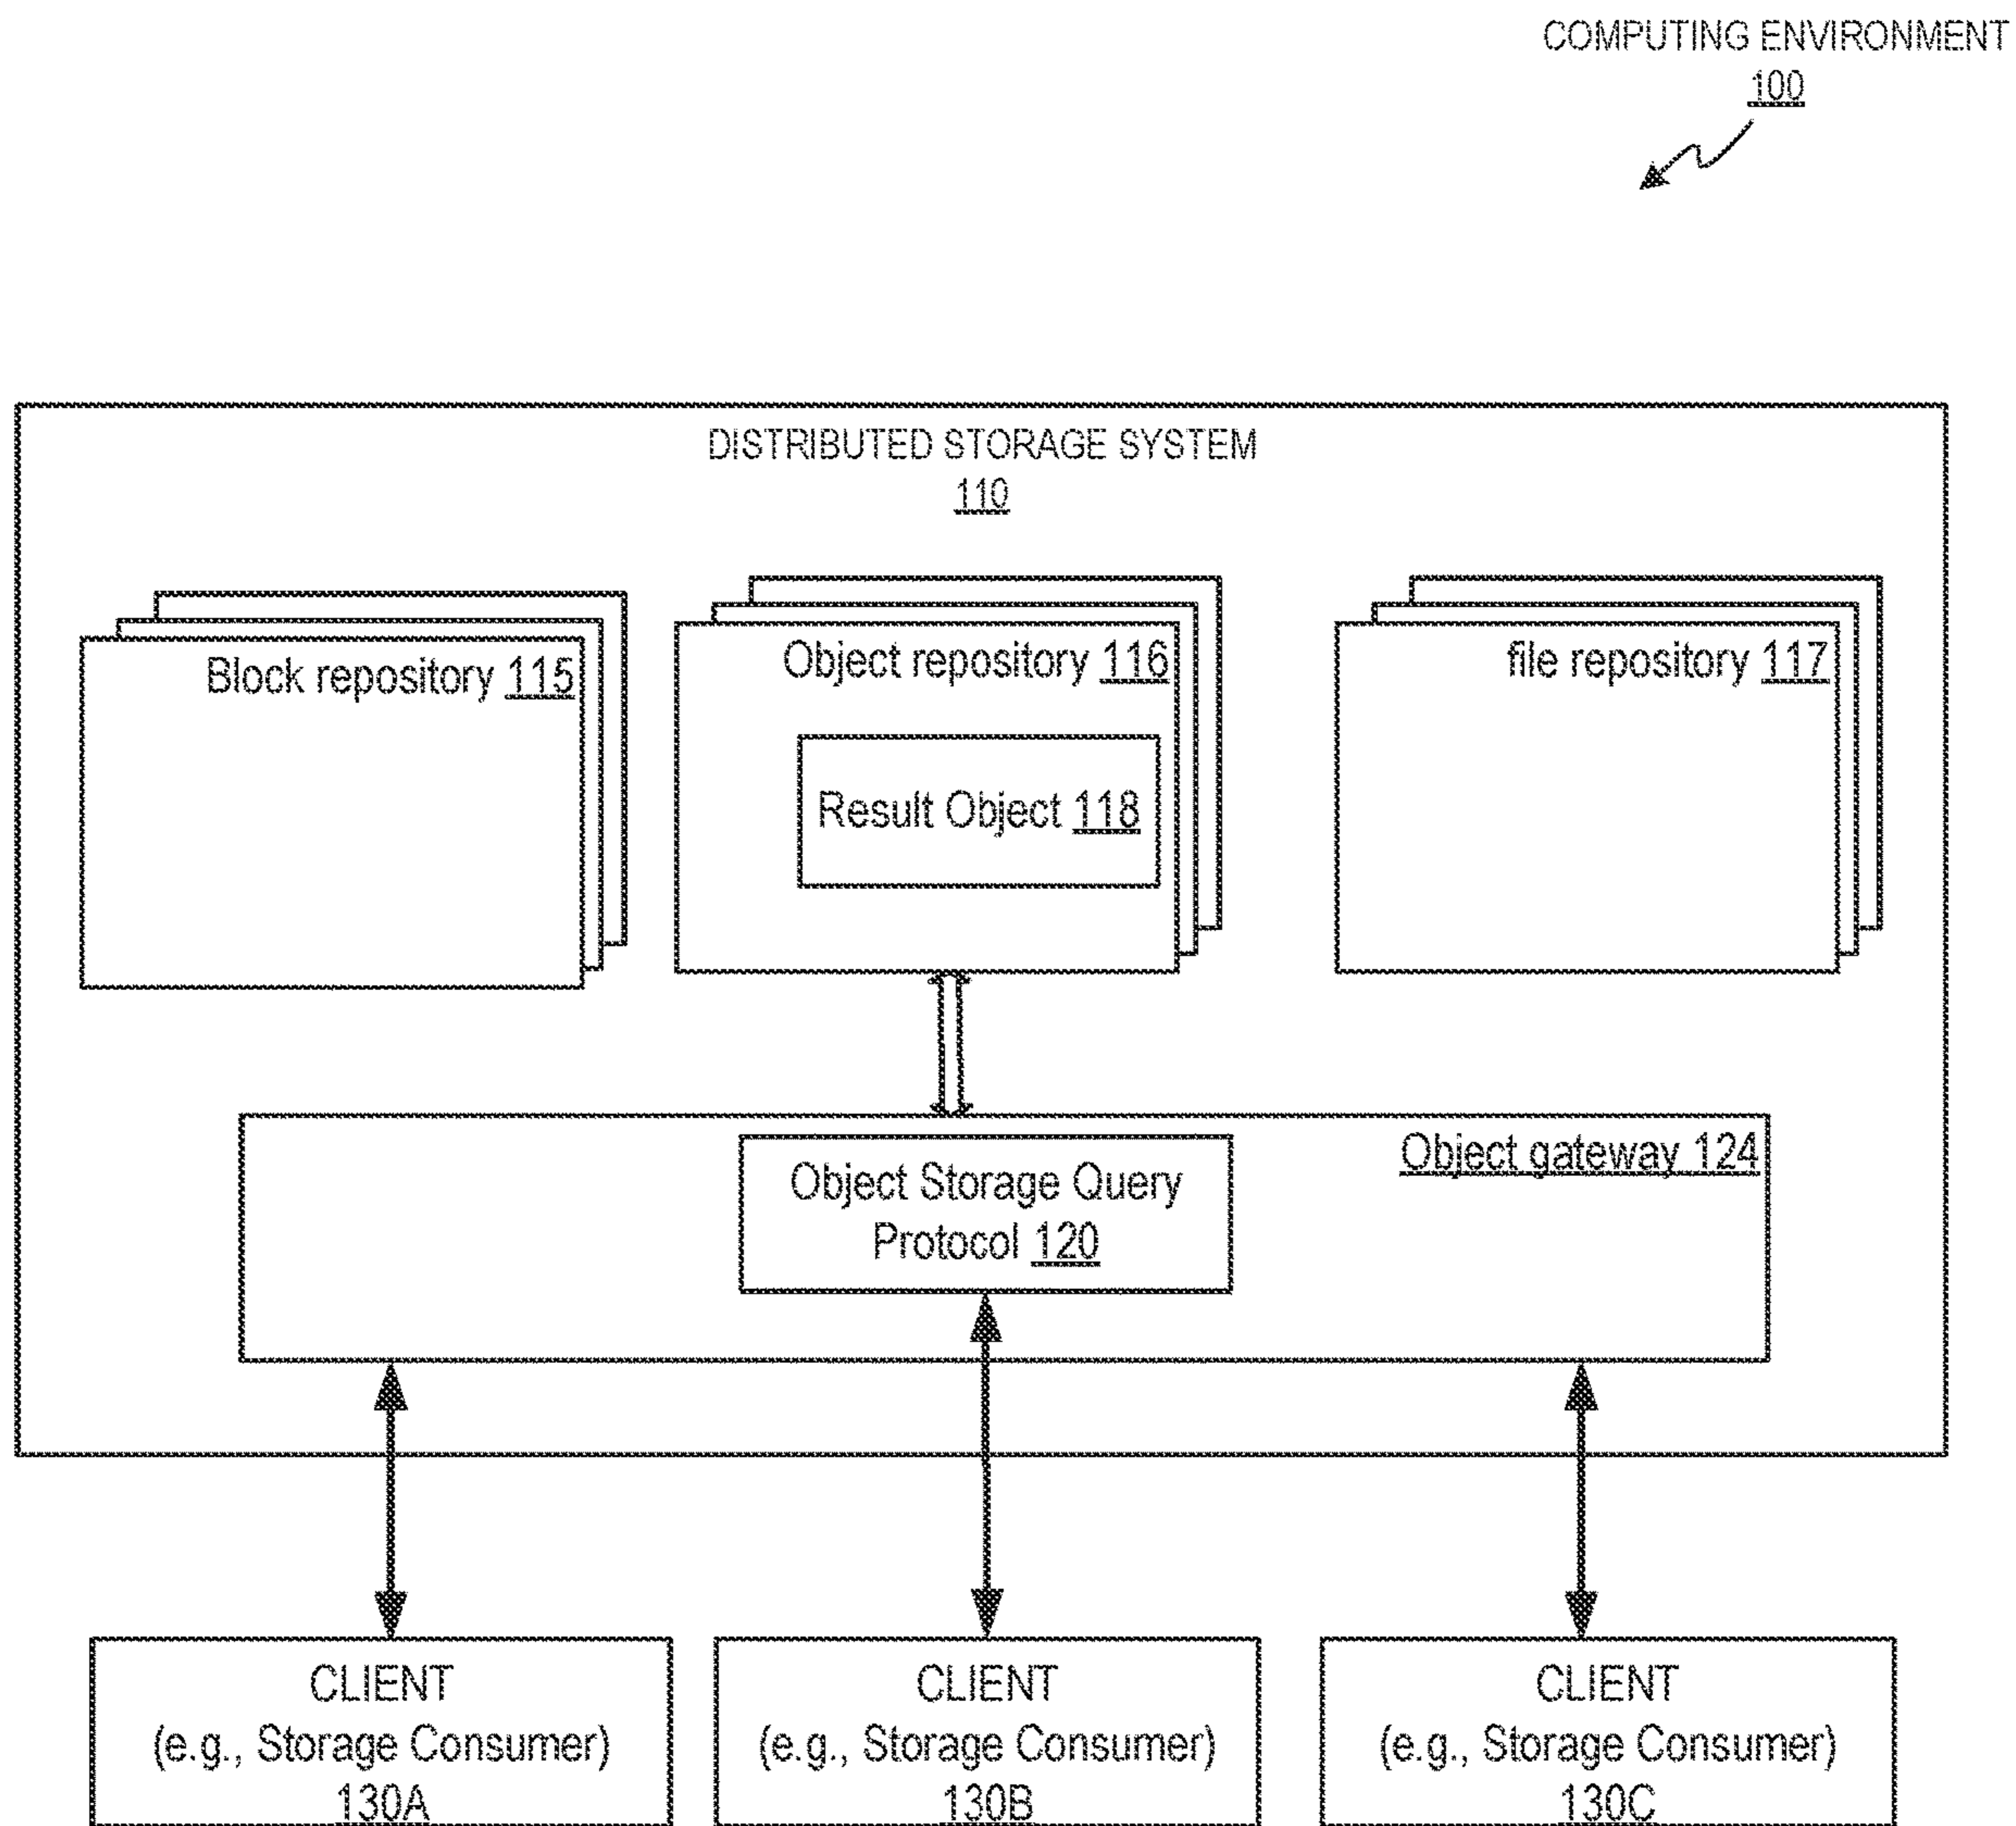 COMPUTING ENVIRONMENT
100
DISTRIBUTED STORAGE SYSTEM
110
Block repository 115
Object repository 116
file repository 117
Result Object 118
Object gateway 124
Object Storage Query
Protocol 120
CLIENT
(e.g., Storage Consumer)
130A
CLIENT
(e.g., Storage Consumer)
130B
CLIENT
(e.g., Storage Consumer)
130C